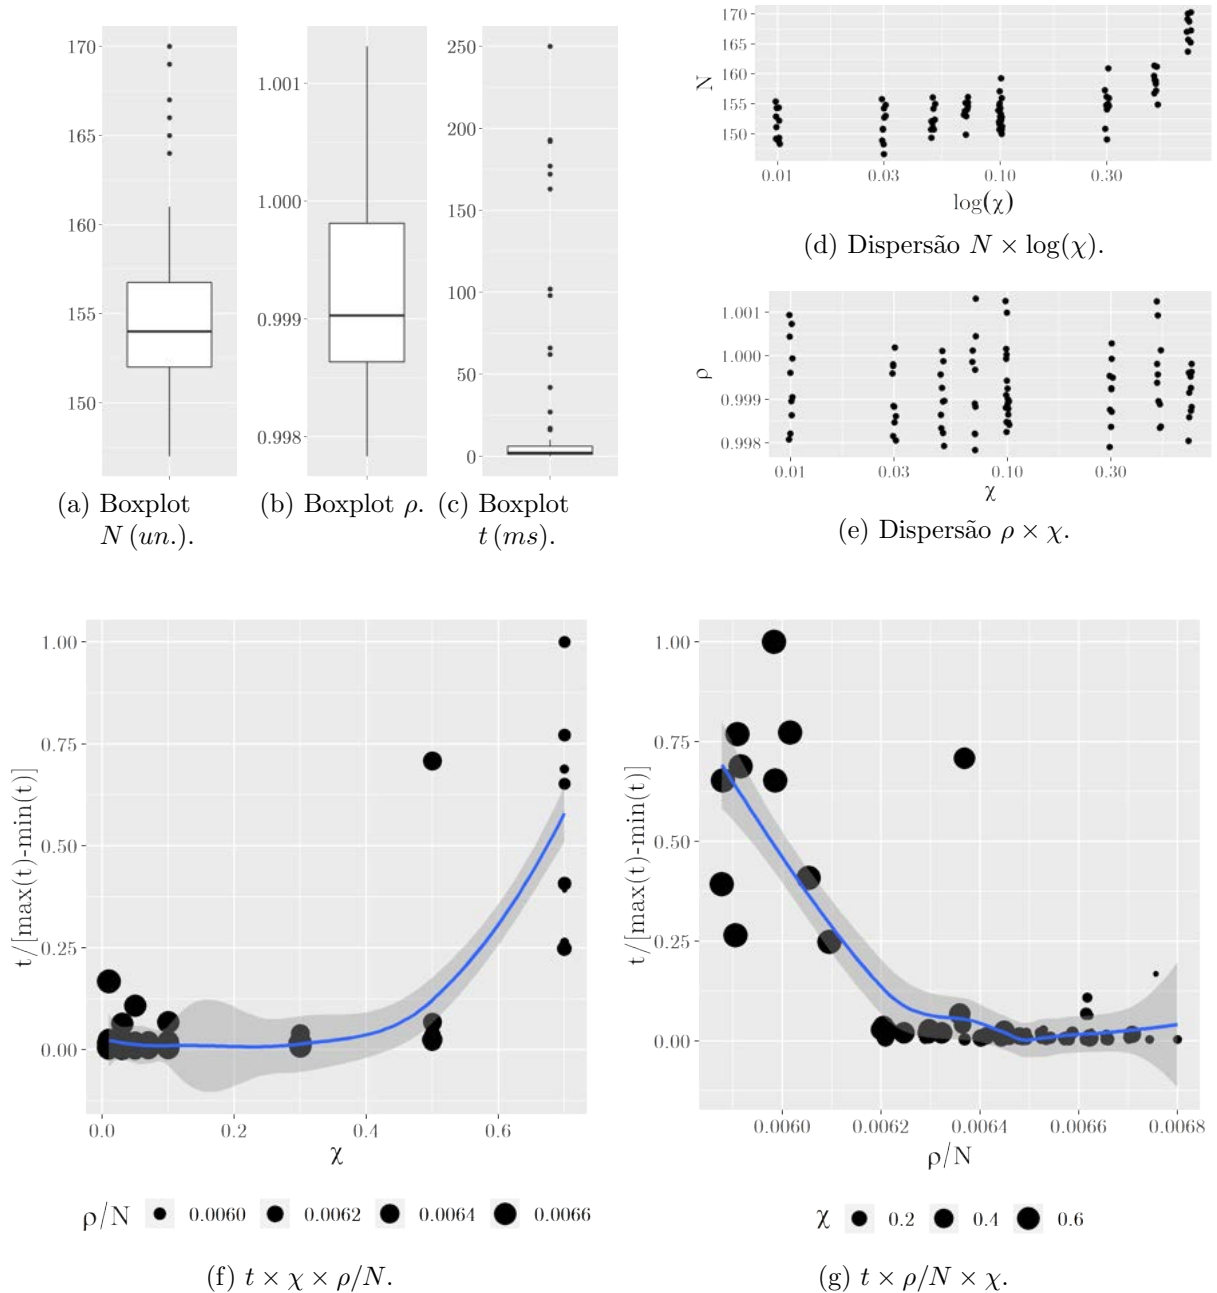 170
165
160
155
150
1.001
1.000
0.999
0.998
250
200
150
100
50
0
(a) Boxplot
N (un.).
(b) Boxplot ρ.
(c) Boxplot
t (ms).
N
170
165
160
155
150
0.01 0.03 0.10 0.30
log(χ)
(d) Dispersão N × log(χ).
ρ
1.001
1.000
0.999
0.998
0.01 0.03 0.10 0.30
χ
(e) Dispersão ρ × χ.
t/[max(t)-min(t)]
1.00
0.75
0.50
0.25
0.00
0.0 0.2 0.4 0.6
χ
ρ/N 0.0060 0.0062 0.0064 0.0066
(f) t × χ × ρ/N.
t/[max(t)-min(t)]
1.00
0.75
0.50
0.25
0.00
0.0060 0.0062 0.0064 0.0066 0.0068
ρ/N
χ 0.2 0.4 0.6
(g) t × ρ/N × χ.